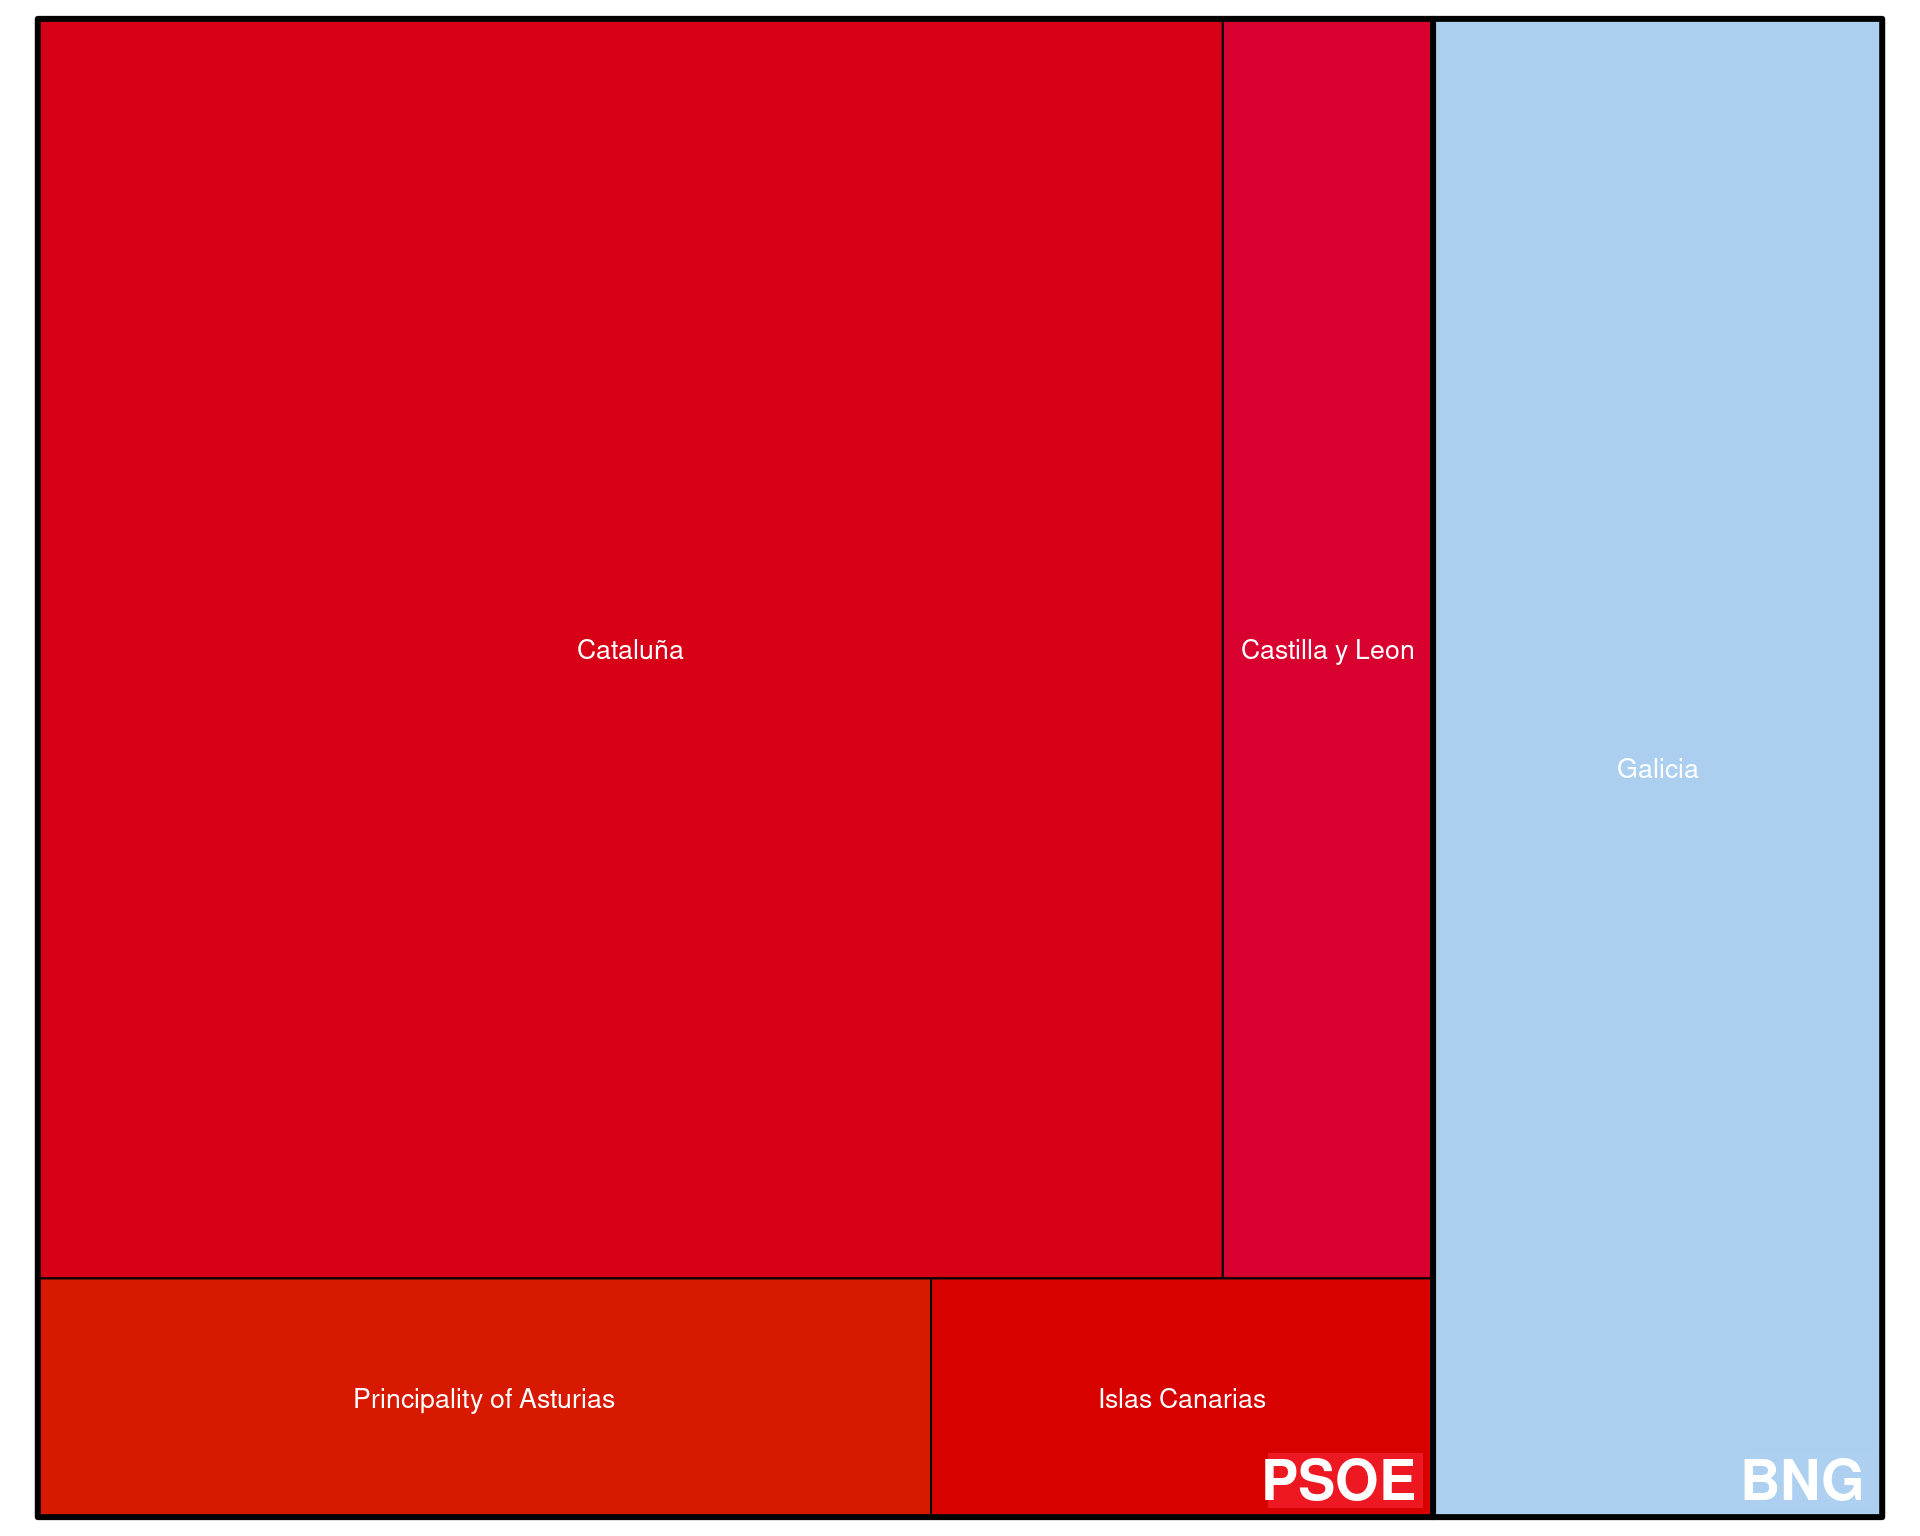 Cataluña
Castilla y Leon
Galicia
Principality of Asturias
Islas Canarias
PSOE
BNG